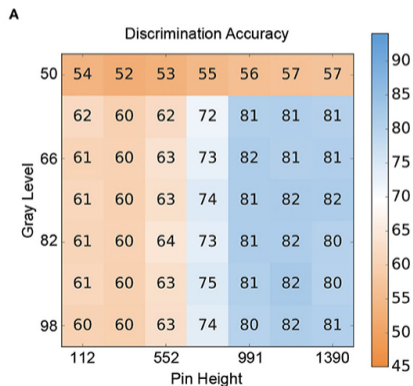 A
Discrimination Accuracy
50 54 52 53 55 56 57 57
62 60 62 72 81 81 81
66 61 60 63 73 82 81 81
61 60 63 74 81 82 82
82 61 60 64 73 81 82 80
61 60 63 75 81 82 80
98 60 60 63 74 80 82 81
112 552 991 1390
Pin Height
Gray Level
90
85
80
75
70
65
60
55
50
45